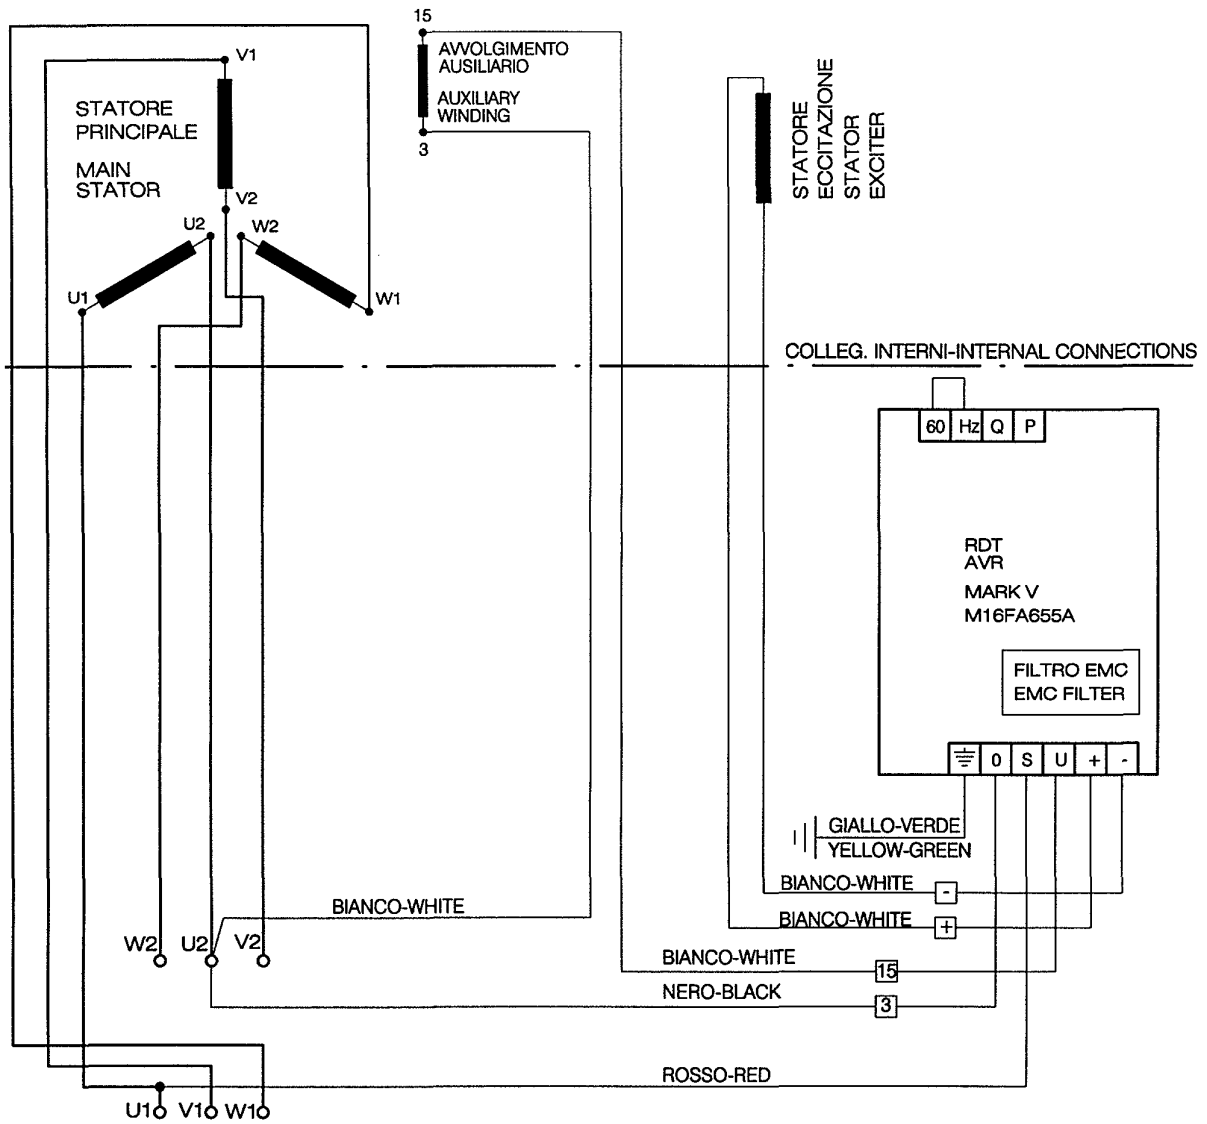 15
V1
AVVOLGIMENTO
AUSILIARIO
AUXILIARY
WINDING
3
STATORE
PRINCIPALE
MAIN
STATOR
STATORE
ECCITAZIONE
STATOR
EXCITER
V2
U2
W2
U1
W1
COLLEG. INTERNI-INTERNAL CONNECTIONS
60 Hz Q P
RDT
AVR
MARK V
M16FA655A
FILTRO EMC
EMC FILTER
0 S U + -
GIALLO-VERDE
YELLOW-GREEN
BIANCO-WHITE -
BIANCO-WHITE +
BIANCO-WHITE
W2 U2 V2
BIANCO-WHITE 15
NERO-BLACK 3
ROSSO-RED
U1 V1 W1